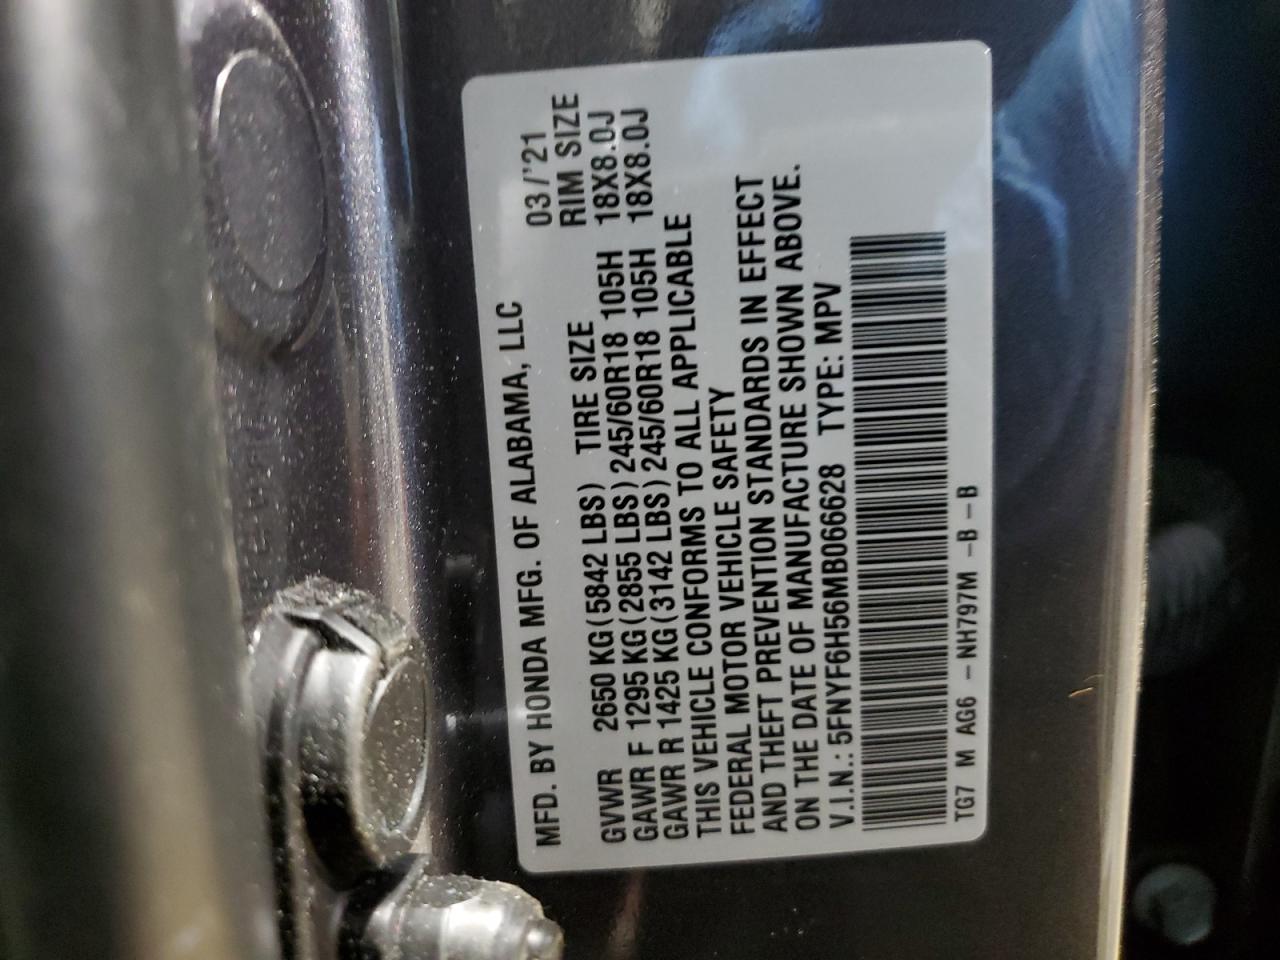 MFD. BY HONDA MFG. OF ALABAMA, LLC 03/'21
GVWR 2650 KG(5842 LBS) TIRE SIZE RIM SIZE
GAWR F 1295 KG(2855 LBS)245/60R18 105H 18X8.0J
GAWR R 1425 KG(3142 LBS)245/60R18 105H 18X8.0J
THIS VEHICLE CONFORMS TO ALL APPLICABLE
FEDERAL MOTOR VEHICLE SAFETY
AND THEFT PREVENTION STANDARDS IN EFFECT
ON THE DATE OF MANUFACTURE SHOWN ABOVE.
V.I.N.: 5FNYF6H56MB066628 TYPE: MPV
TG7 M AG6 - NH797M -B -B